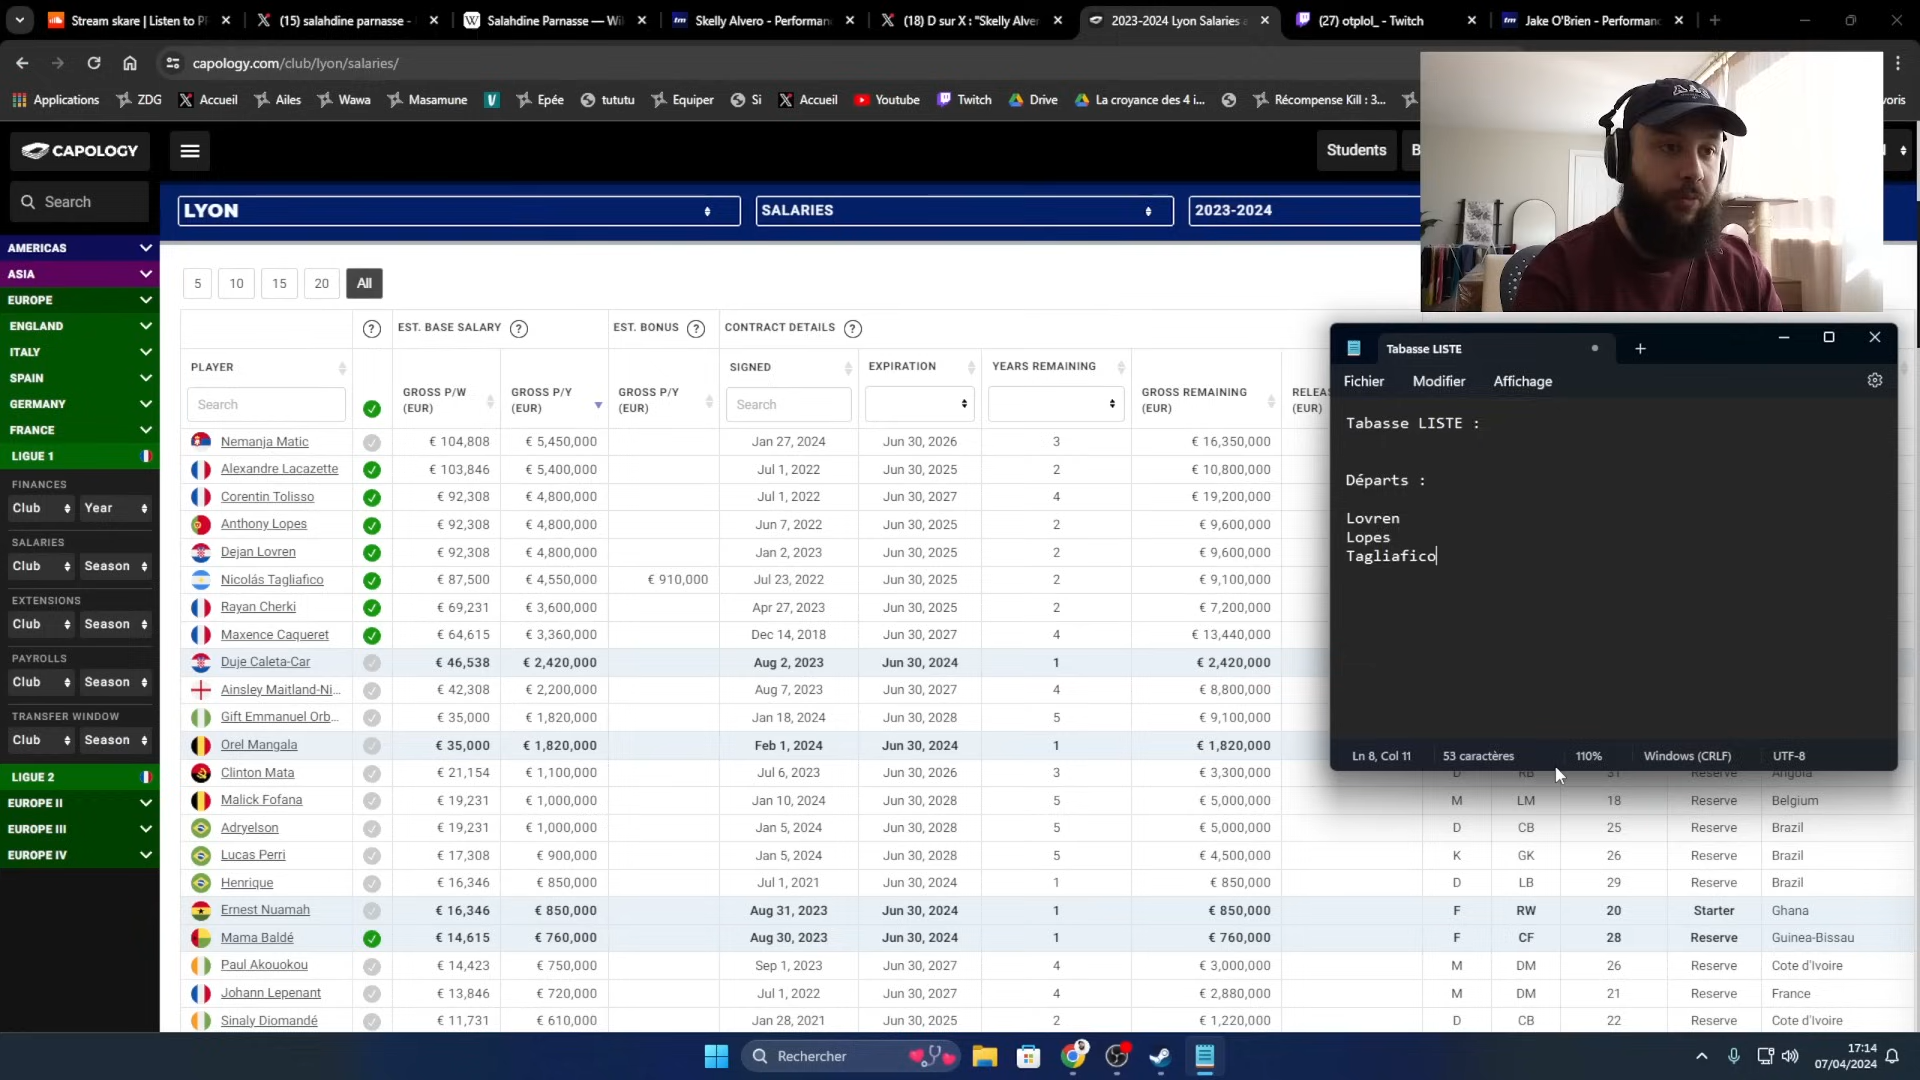 Stream skare | Listen to PF
(15) salahdine parnasse -
Salahdine Parnasse — Wi
Skelly Alvero - Performan
(18) D sur X : "Skelly Alver
2023-2024 Lyon Salaries a
(27) otplol_ - Twitch
Jake O'Brien - Performanc
capology.com/club/lyon/salaries/
Applications ZDG Accueil Ailes Wawa Masamune Epée tututu Equiper Si Accueil Youtube Twitch Drive La croyance des 4 i... Récompense Kill : 3... voris
CAPOLOGY
Students B
Search
LYON SALARIES 2023-2024
AMERICAS
ASIA
EUROPE
ENGLAND
ITALY
SPAIN
GERMANY
FRANCE
LIGUE 1
FINANCES
Club Year
SALARIES
Club Season
EXTENSIONS
Club Season
PAYROLLS
Club Season
TRANSFER WINDOW
Club Season
LIGUE 2
EUROPE II
EUROPE III
EUROPE IV
5 10 15 20 All
EST. BASE SALARY EST. BONUS CONTRACT DETAILS
PLAYER GROSS P/W (EUR) GROSS P/Y (EUR) GROSS P/Y (EUR) SIGNED EXPIRATION YEARS REMAINING GROSS REMAINING (EUR) RELEAS (EUR)
Search Search
Nemanja Matic € 104,808 € 5,450,000 Jan 27, 2024 Jun 30, 2026 3 € 16,350,000
Alexandre Lacazette € 103,846 € 5,400,000 Jul 1, 2022 Jun 30, 2025 2 € 10,800,000
Corentin Tolisso € 92,308 € 4,800,000 Jul 1, 2022 Jun 30, 2027 4 € 19,200,000
Anthony Lopes € 92,308 € 4,800,000 Jun 7, 2022 Jun 30, 2025 2 € 9,600,000
Dejan Lovren € 92,308 € 4,800,000 Jan 2, 2023 Jun 30, 2025 2 € 9,600,000
Nicolás Tagliafico € 87,500 € 4,550,000 € 910,000 Jul 23, 2022 Jun 30, 2025 2 € 9,100,000
Rayan Cherki € 69,231 € 3,600,000 Apr 27, 2023 Jun 30, 2025 2 € 7,200,000
Maxence Caqueret € 64,615 € 3,360,000 Dec 14, 2018 Jun 30, 2027 4 € 13,440,000
Duje Caleta-Car € 46,538 € 2,420,000 Aug 2, 2023 Jun 30, 2024 1 € 2,420,000
Ainsley Maitland-Ni... € 42,308 € 2,200,000 Aug 7, 2023 Jun 30, 2027 4 € 8,800,000
Gift Emmanuel Orb... € 35,000 € 1,820,000 Jan 18, 2024 Jun 30, 2028 5 € 9,100,000
Orel Mangala € 35,000 € 1,820,000 Feb 1, 2024 Jun 30, 2024 1 € 1,820,000
Clinton Mata € 21,154 € 1,100,000 Jul 6, 2023 Jun 30, 2026 3 € 3,300,000 D RB 31 Reserve Angola
Malick Fofana € 19,231 € 1,000,000 Jan 10, 2024 Jun 30, 2028 5 € 5,000,000 M LM 18 Reserve Belgium
Adryelson € 19,231 € 1,000,000 Jan 5, 2024 Jun 30, 2028 5 € 5,000,000 D CB 25 Reserve Brazil
Lucas Perri € 17,308 € 900,000 Jan 5, 2024 Jun 30, 2028 5 € 4,500,000 K GK 26 Reserve Brazil
Henrique € 16,346 € 850,000 Jul 1, 2021 Jun 30, 2024 1 € 850,000 D LB 29 Reserve Brazil
Ernest Nuamah € 16,346 € 850,000 Aug 31, 2023 Jun 30, 2024 1 € 850,000 F RW 20 Starter Ghana
Mama Baldé € 14,615 € 760,000 Aug 30, 2023 Jun 30, 2024 1 € 760,000 F CF 28 Reserve Guinea-Bissau
Paul Akouokou € 14,423 € 750,000 Sep 1, 2023 Jun 30, 2027 4 € 3,000,000 M DM 26 Reserve Cote d'Ivoire
Johann Lepenant € 13,846 € 720,000 Jul 1, 2022 Jun 30, 2027 4 € 2,880,000 M DM 21 Reserve France
Sinaly Diomandé € 11,731 € 610,000 Jan 28, 2021 Jun 30, 2025 2 € 1,220,000 D CB 22 Reserve Cote d'Ivoire
Tabasse LISTE
Fichier Modifier Affichage
Tabasse LISTE :
Départs :
Lovren
Lopes
Tagliafico
Ln 8, Col 11 53 caractères 110% Windows (CRLF) UTF-8
Rechercher
17:14
07/04/2024